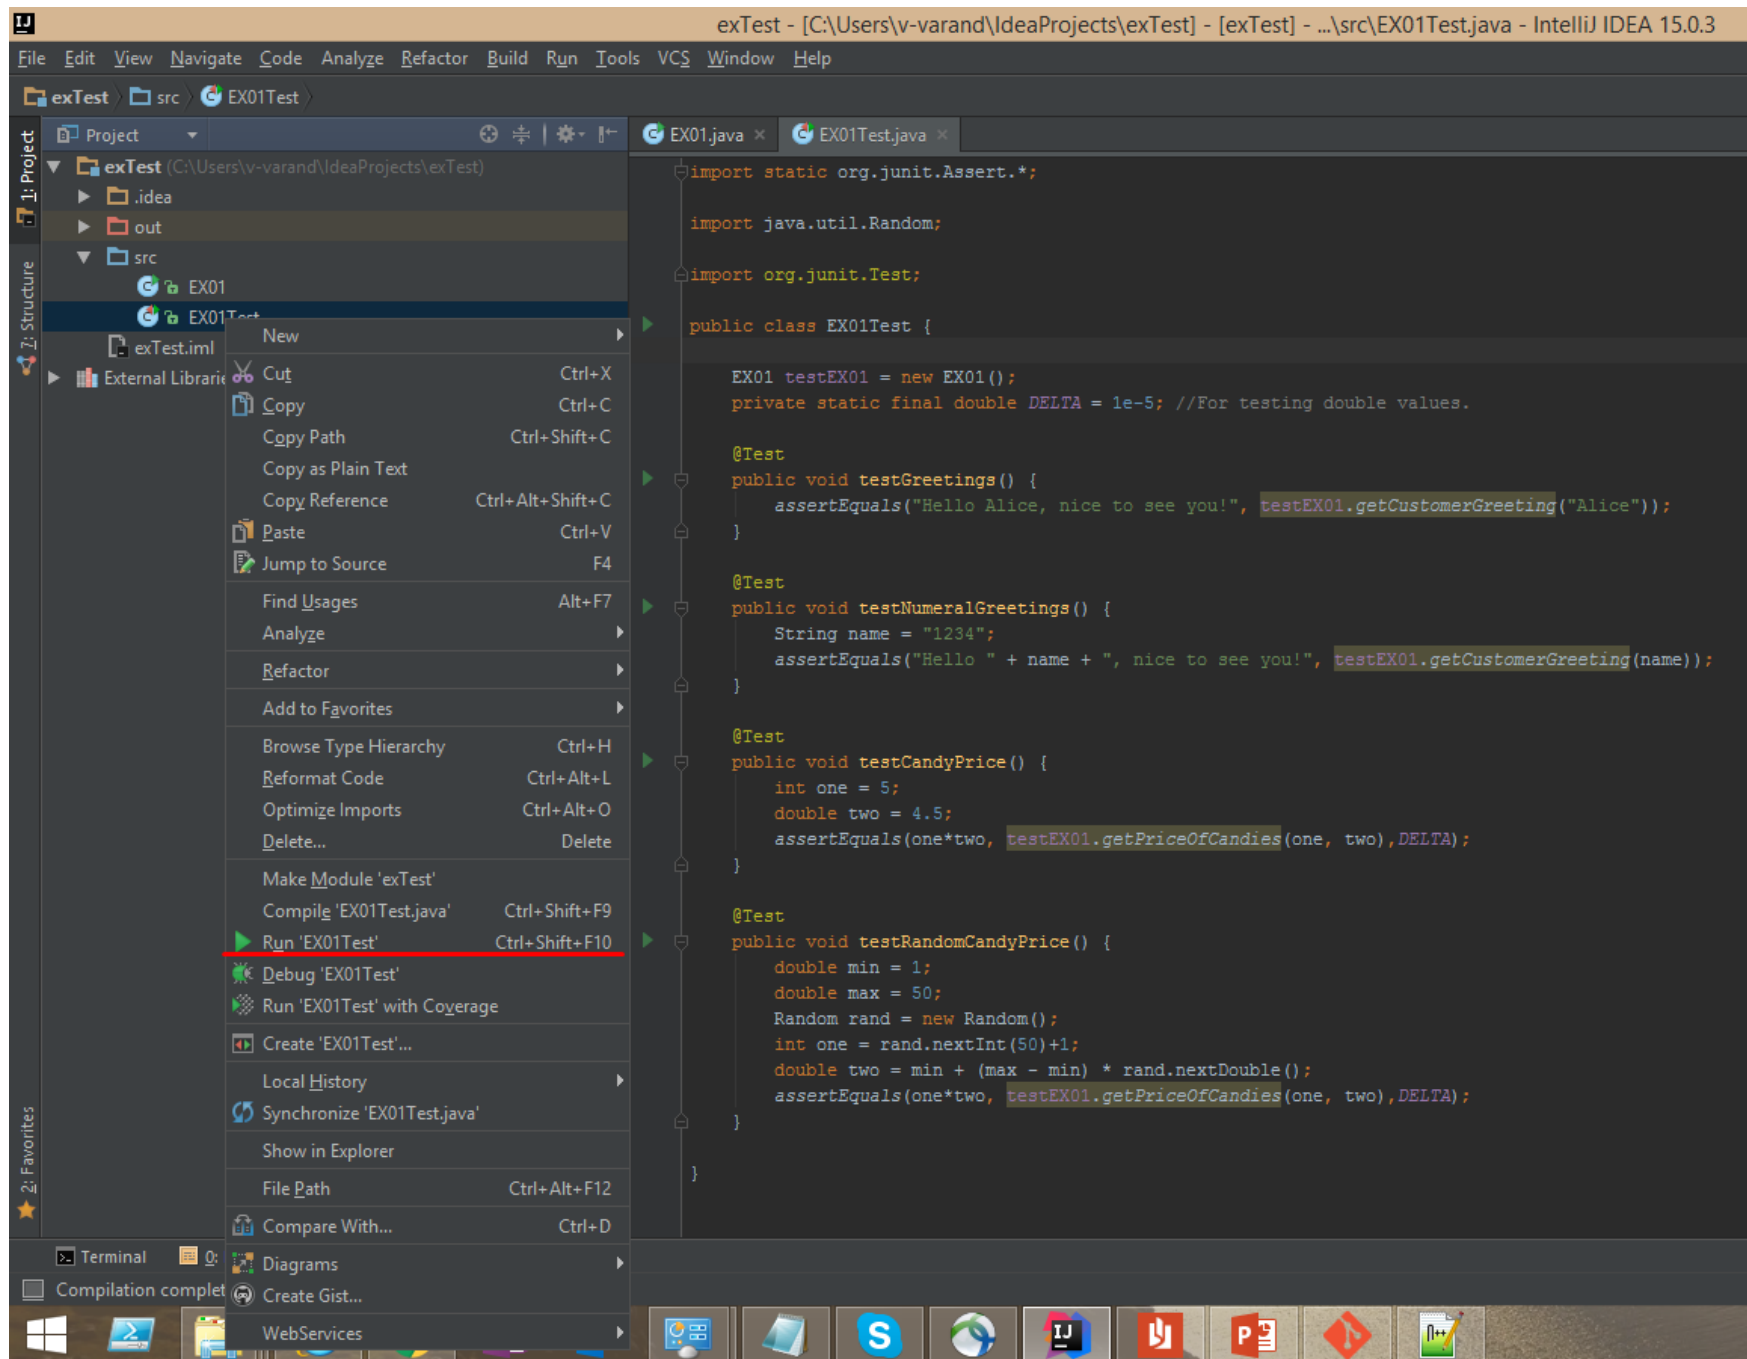 exTest - [C:\Users\v-varand\IdeaProjects\exTest] - [exTest] - ...\src\EX01Test.java - IntelliJ IDEA 15.0.3
File Edit View Navigate Code Analyze Refactor Build Run Tools VCS Window Help
exTest src EX01Test
1: Project
7: Structure
2: Favorites
Project
exTest (C:\Users\v-varand\IdeaProjects\exTest)
.idea
out
src
EX01
EX01Test
exTest.iml
External Librarie
New
Cut Ctrl+X
Copy Ctrl+C
Copy Path Ctrl+Shift+C
Copy as Plain Text
Copy Reference Ctrl+Alt+Shift+C
Paste Ctrl+V
Jump to Source F4
Find Usages Alt+F7
Analyze
Refactor
Add to Favorites
Browse Type Hierarchy Ctrl+H
Reformat Code Ctrl+Alt+L
Optimize Imports Ctrl+Alt+O
Delete... Delete
Make Module 'exTest'
Compile 'EX01Test.java' Ctrl+Shift+F9
Run 'EX01Test' Ctrl+Shift+F10
Debug 'EX01Test'
Run 'EX01Test' with Coverage
Create 'EX01Test'...
Local History
Synchronize 'EX01Test.java'
Show in Explorer
File Path Ctrl+Alt+F12
Compare With... Ctrl+D
Diagrams
Create Gist...
WebServices
EX01.java × EX01Test.java ×
import static org.junit.Assert.*;
import java.util.Random;
import org.junit.Test;
public class EX01Test {
EX01 testEX01 = new EX01();
private static final double DELTA = 1e-5; //For testing double values.
@Test
public void testGreetings() {
assertEquals("Hello Alice, nice to see you!", testEX01.getCustomerGreeting("Alice"));
}
@Test
public void testNumeralGreetings() {
String name = "1234";
assertEquals("Hello " + name + ", nice to see you!", testEX01.getCustomerGreeting(name));
}
@Test
public void testCandyPrice() {
int one = 5;
double two = 4.5;
assertEquals(one*two, testEX01.getPriceOfCandies(one, two),DELTA);
}
@Test
public void testRandomCandyPrice() {
double min = 1;
double max = 50;
Random rand = new Random();
int one = rand.nextInt(50)+1;
double two = min + (max - min) * rand.nextDouble();
assertEquals(one*two, testEX01.getPriceOfCandies(one, two),DELTA);
}
}
Terminal 0:
Compilation complet